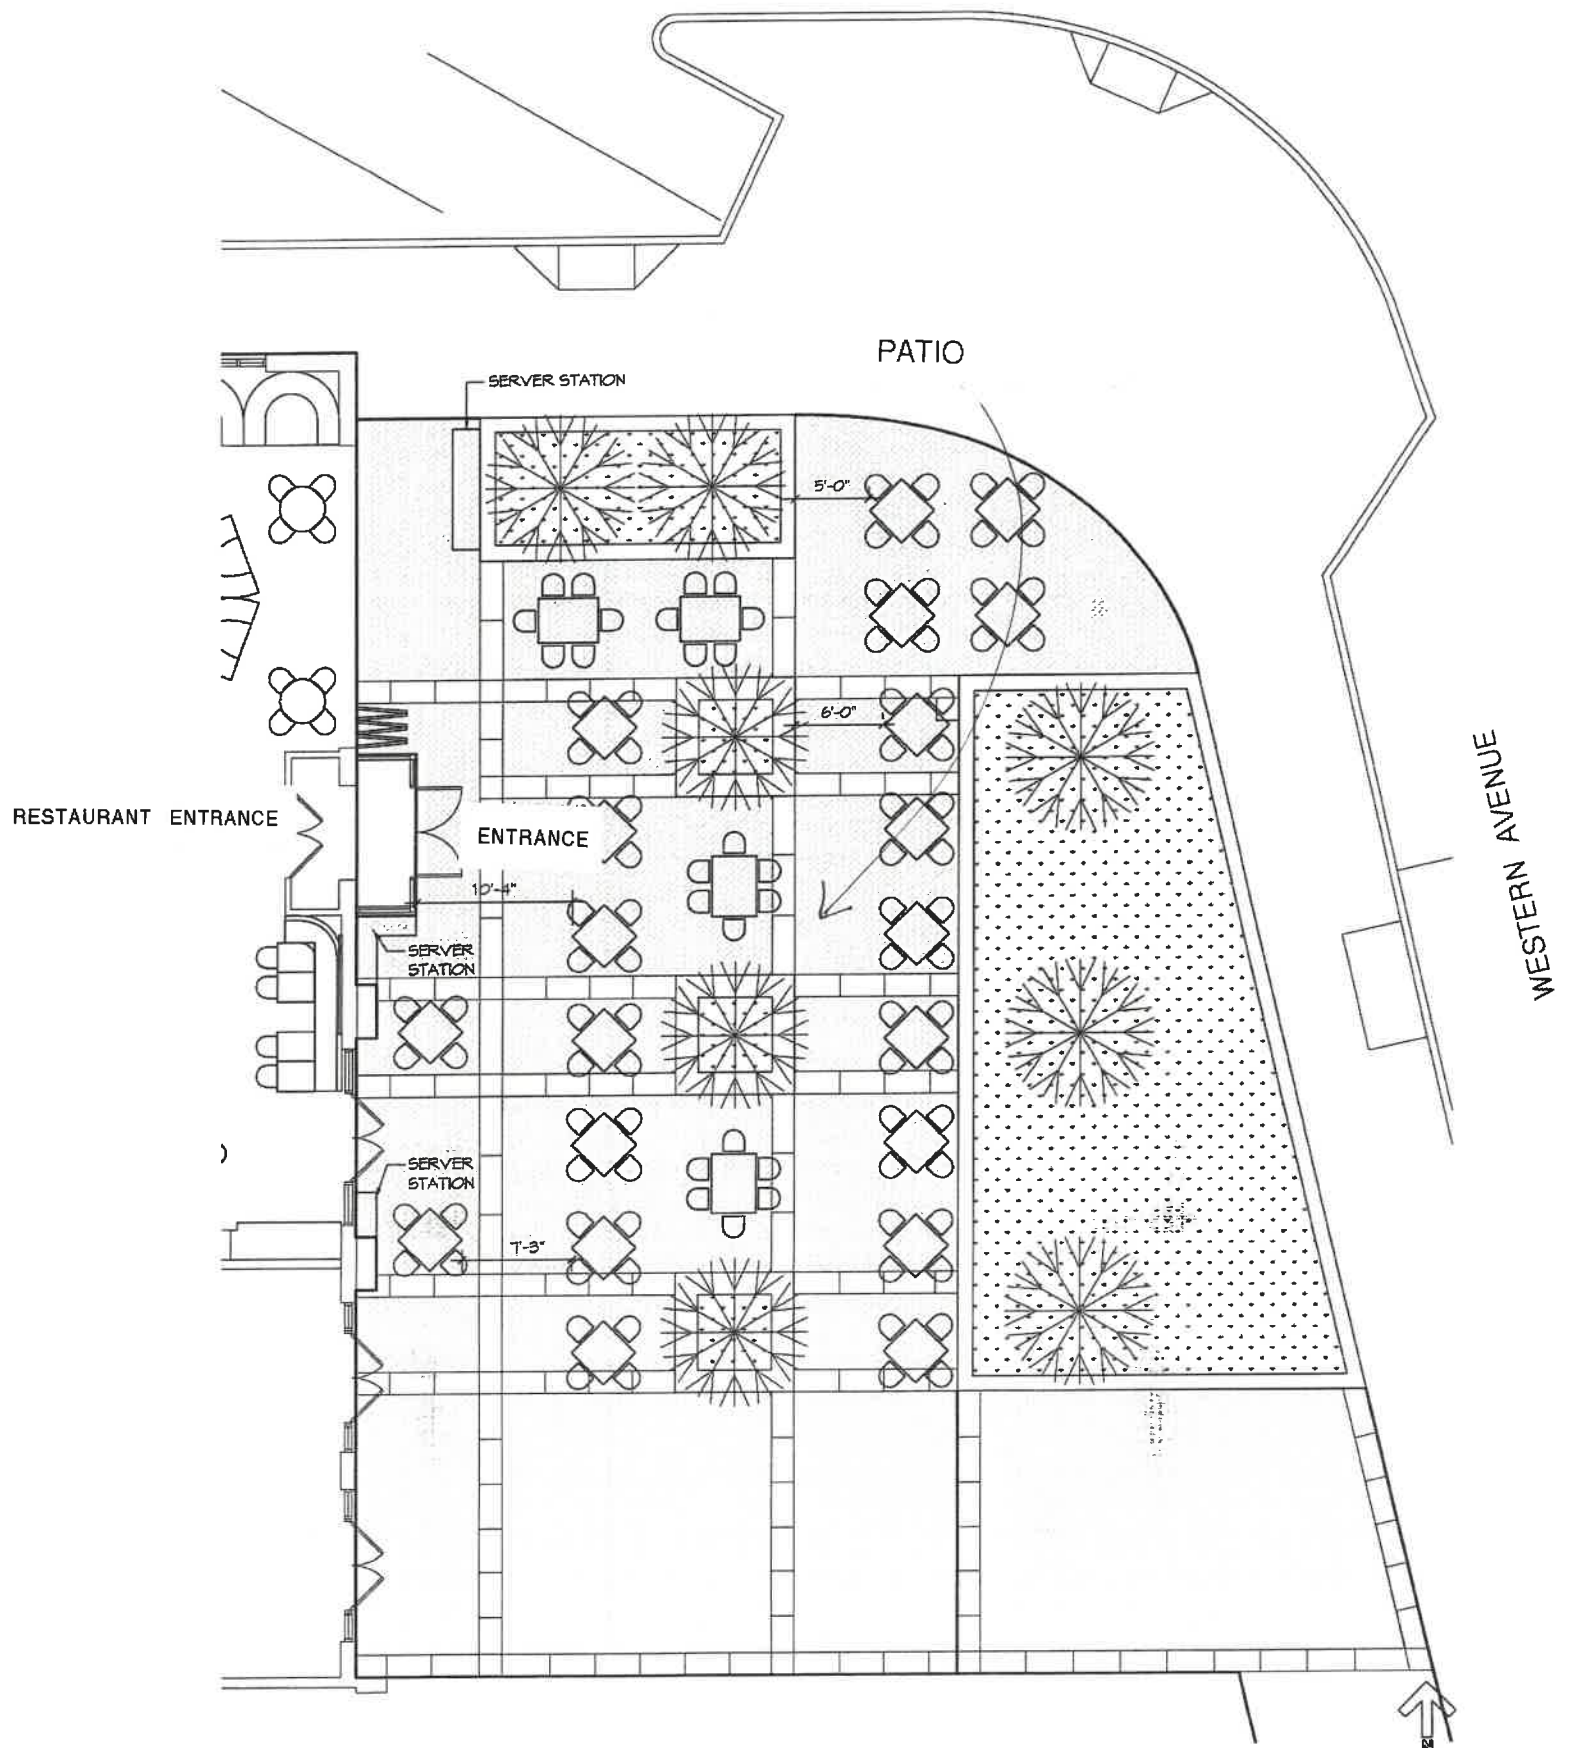 PATIO
SERVER STATION
5'-0"
6'-0"
RESTAURANT ENTRANCE
ENTRANCE
10'-4"
SERVER
STATION
SERVER
STATION
7'-3"
WESTERN AVENUE